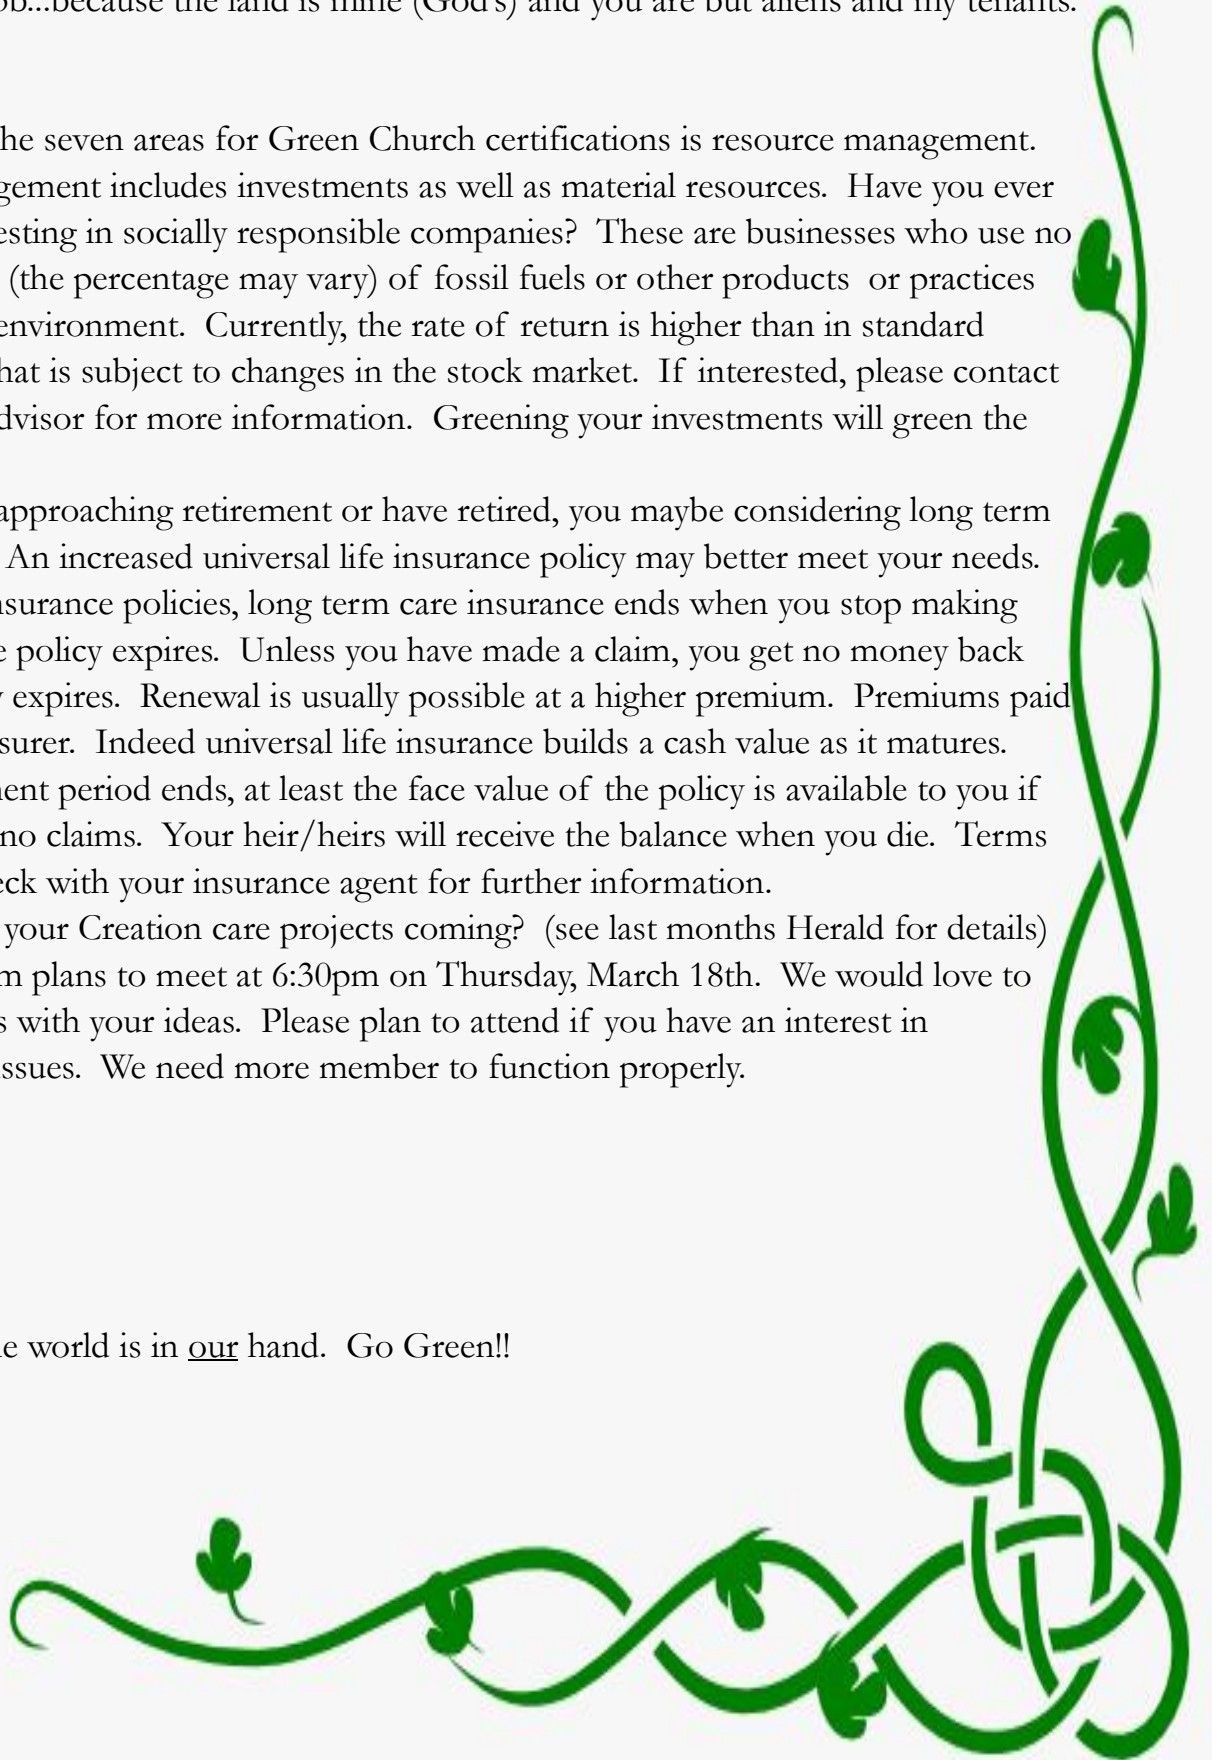 ob...because the land is mine (God's) and you are but aliens and my tenants.
he seven areas for Green Church certifications is resource management.
gement includes investments as well as material resources. Have you ever
esting in socially responsible companies? These are businesses who use no
(the percentage may vary) of fossil fuels or other products or practices
environment. Currently, the rate of return is higher than in standard
hat is subject to changes in the stock market. If interested, please contact
dvisor for more information. Greening your investments will green the
approaching retirement or have retired, you maybe considering long term
An increased universal life insurance policy may better meet your needs.
nsurance policies, long term care insurance ends when you stop making
e policy expires. Unless you have made a claim, you get no money back
y expires. Renewal is usually possible at a higher premium. Premiums paid
surer. Indeed universal life insurance builds a cash value as it matures.
nent period ends, at least the face value of the policy is available to you if
no claims. Your heir/heirs will receive the balance when you die. Terms
eck with your insurance agent for further information.
your Creation care projects coming? (see last months Herald for details)
m plans to meet at 6:30pm on Thursday, March 18th. We would love to
s with your ideas. Please plan to attend if you have an interest in
issues. We need more member to function properly.
e world is in our hand. Go Green!!